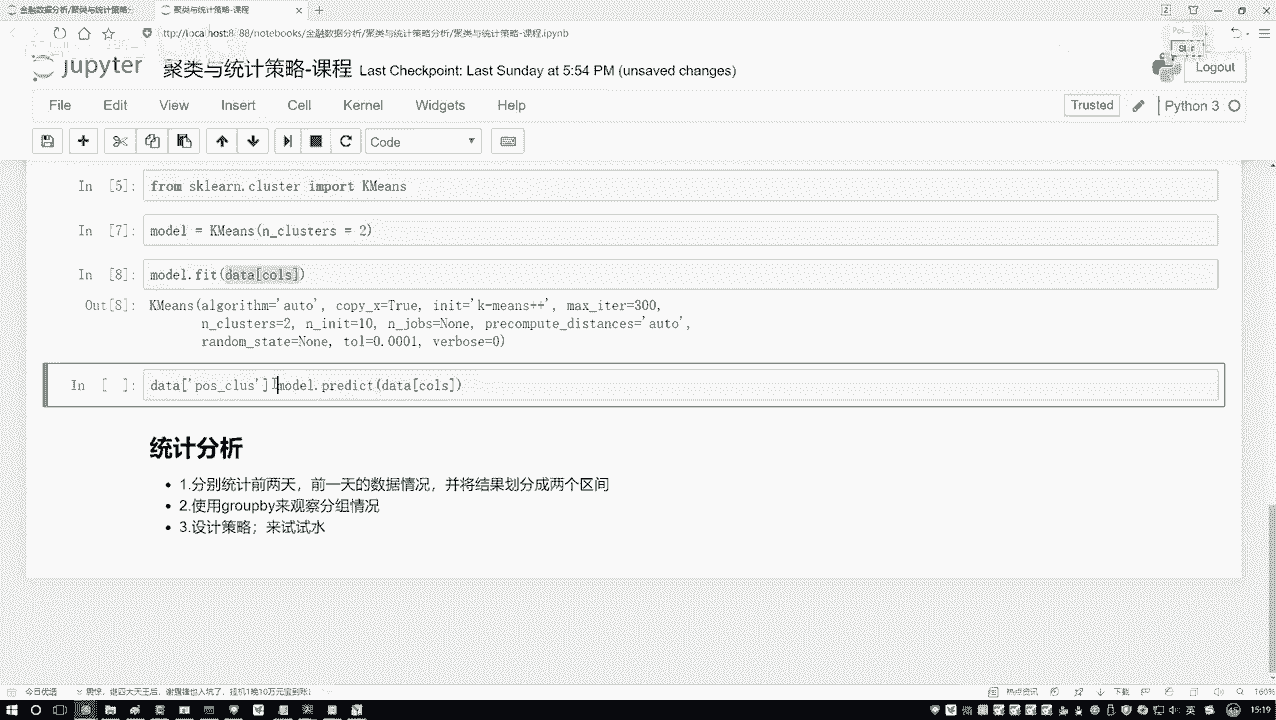 金融数据分析/聚类与统计策略分
聚类与统计策略-课程
ttp://localhost:8888/notebooks/金融数据分析/聚类与统计策略分析/聚类与统计策略-课程.ipynb
jupyter 聚类与统计策略-课程 Last Checkpoint: Last Sunday at 5:54 PM (unsaved changes)
Logout
File Edit View Insert Cell Kernel Widgets Help
Trusted Python 3
Code
In [5]: from sklearn.cluster import KMeans
In [7]: model = KMeans(n_clusters = 2)
In [8]: model.fit(data[cols])
Out[8]: KMeans(algorithm='auto', copy_x=True, init='k-means++', max_iter=300,
n_clusters=2, n_init=10, n_jobs=None, precompute_distances='auto',
random_state=None, tol=0.0001, verbose=0)
In [ ]: data['pos_clus'] model.predict(data[cols])
统计分析
1.分别统计前两天，前一天的数据情况，并将结果划分成两个区间
2.使用groupby来观察分组情况
3.设计策略；来试试水
今日优选
热点资讯
下载
166%
英
15:19